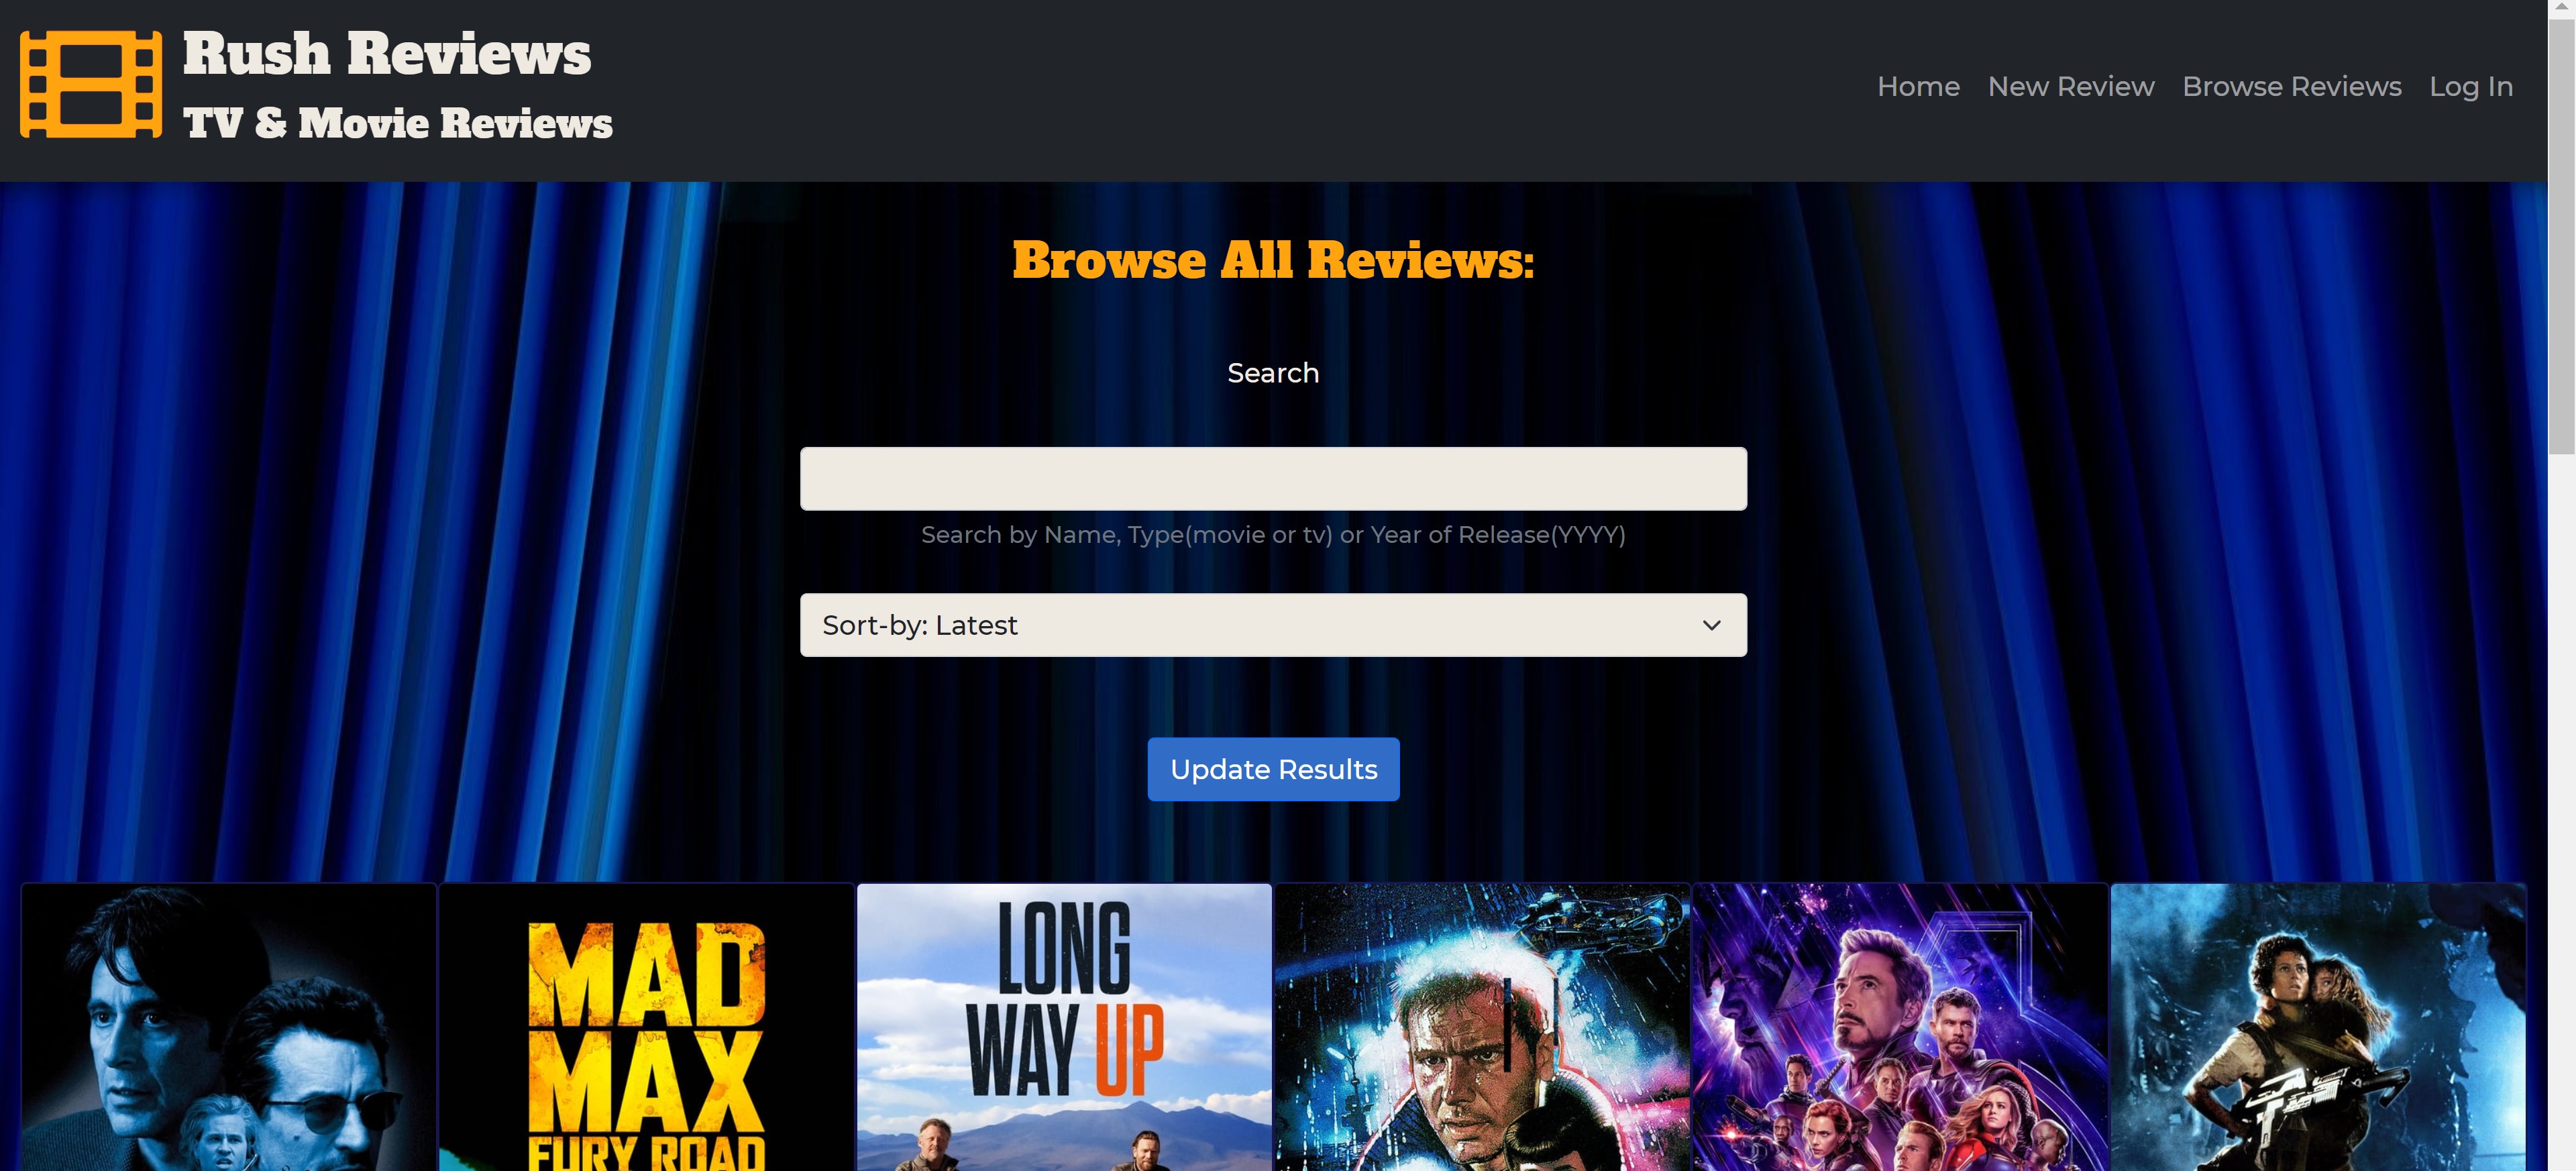 Rush Reviews
TV & Movie Reviews
Home New Review Browse Reviews Log In
Browse All Reviews:
Search
Search by Name, Type(movie or tv) or Year of Release(YYYY)
Sort-by: Latest
Update Results
MAD
MAX
FURY ROAD
LONG
WAY UP